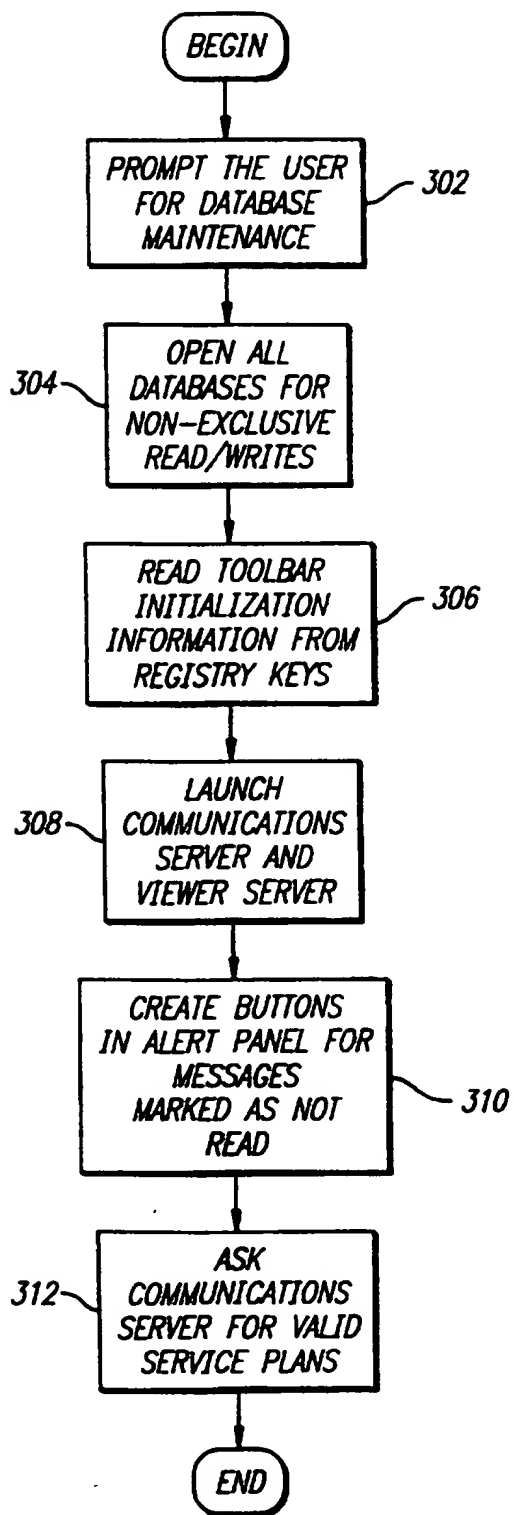 BEGIN
PROMPT THE USER
FOR DATABASE
MAINTENANCE
302
OPEN ALL
DATABASES FOR
NON-EXCLUSIVE
READ/WRITES
304
READ TOOLBAR
INITIALIZATION
INFORMATION FROM
REGISTRY KEYS
306
LAUNCH
COMMUNICATIONS
SERVER AND
VIEWER SERVER
308
CREATE BUTTONS
IN ALERT PANEL FOR
MESSAGES
MARKED AS NOT
READ
310
ASK
COMMUNICATIONS
SERVER FOR VALID
SERVICE PLANS
312
END